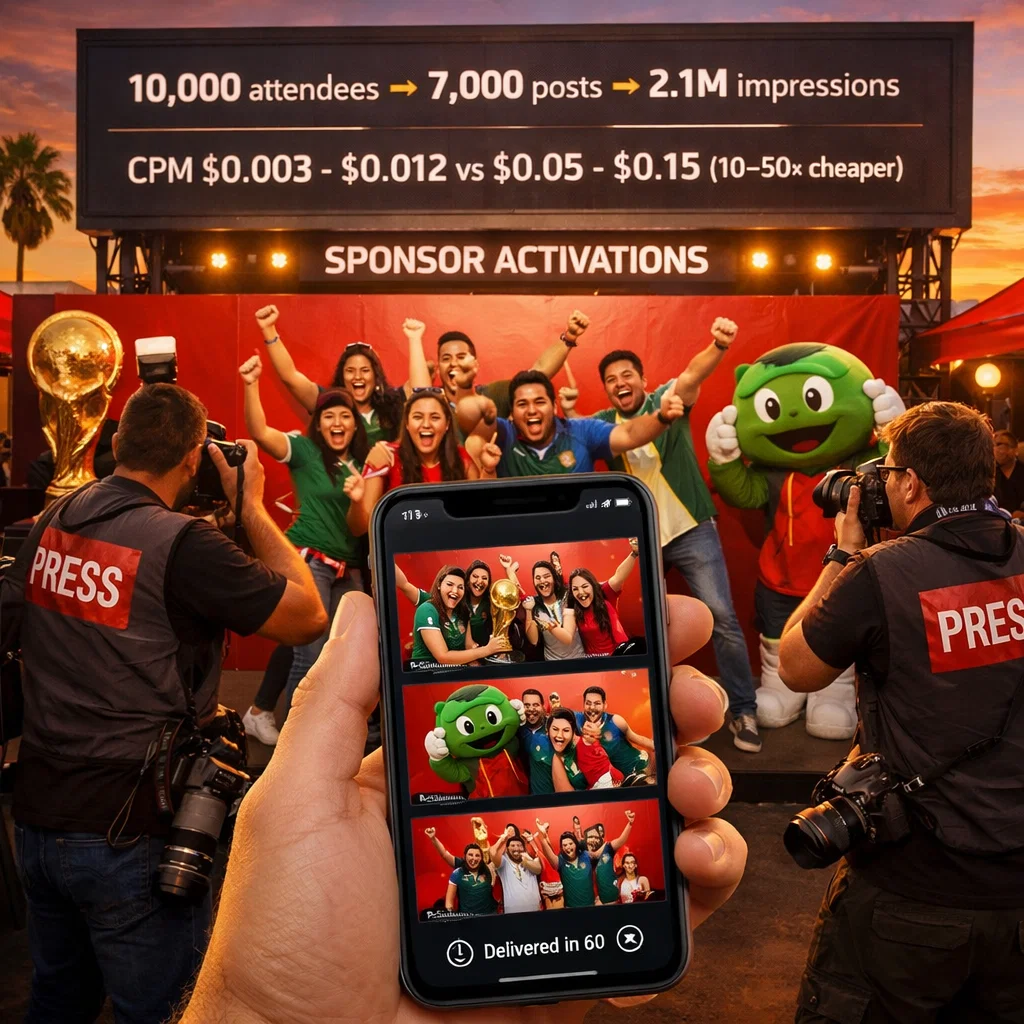 10,000 attendees → 7,000 posts → 2.1M impressions
CPM $0.003 - $0.012 vs $0.05 - $0.15 (10–50x cheaper)
SPONSOR ACTIVATIONS
PRESS
PRES
Delivered in 60